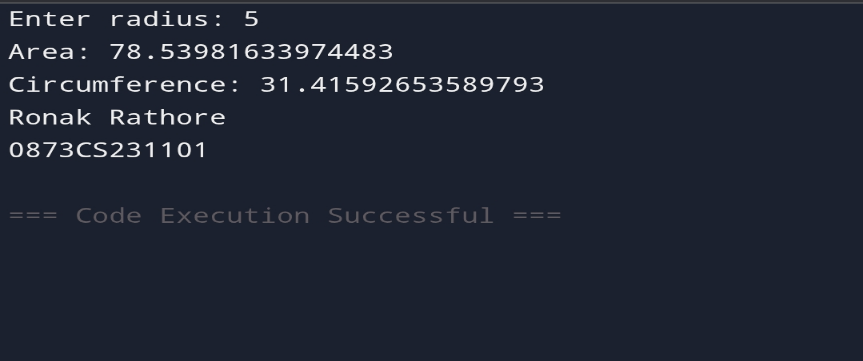 Enter radius: 5
Area: 78.53981633974483
Circumference: 31.41592653589793
Ronak Rathore
0873CS231101
=== Code Execution Successful ===